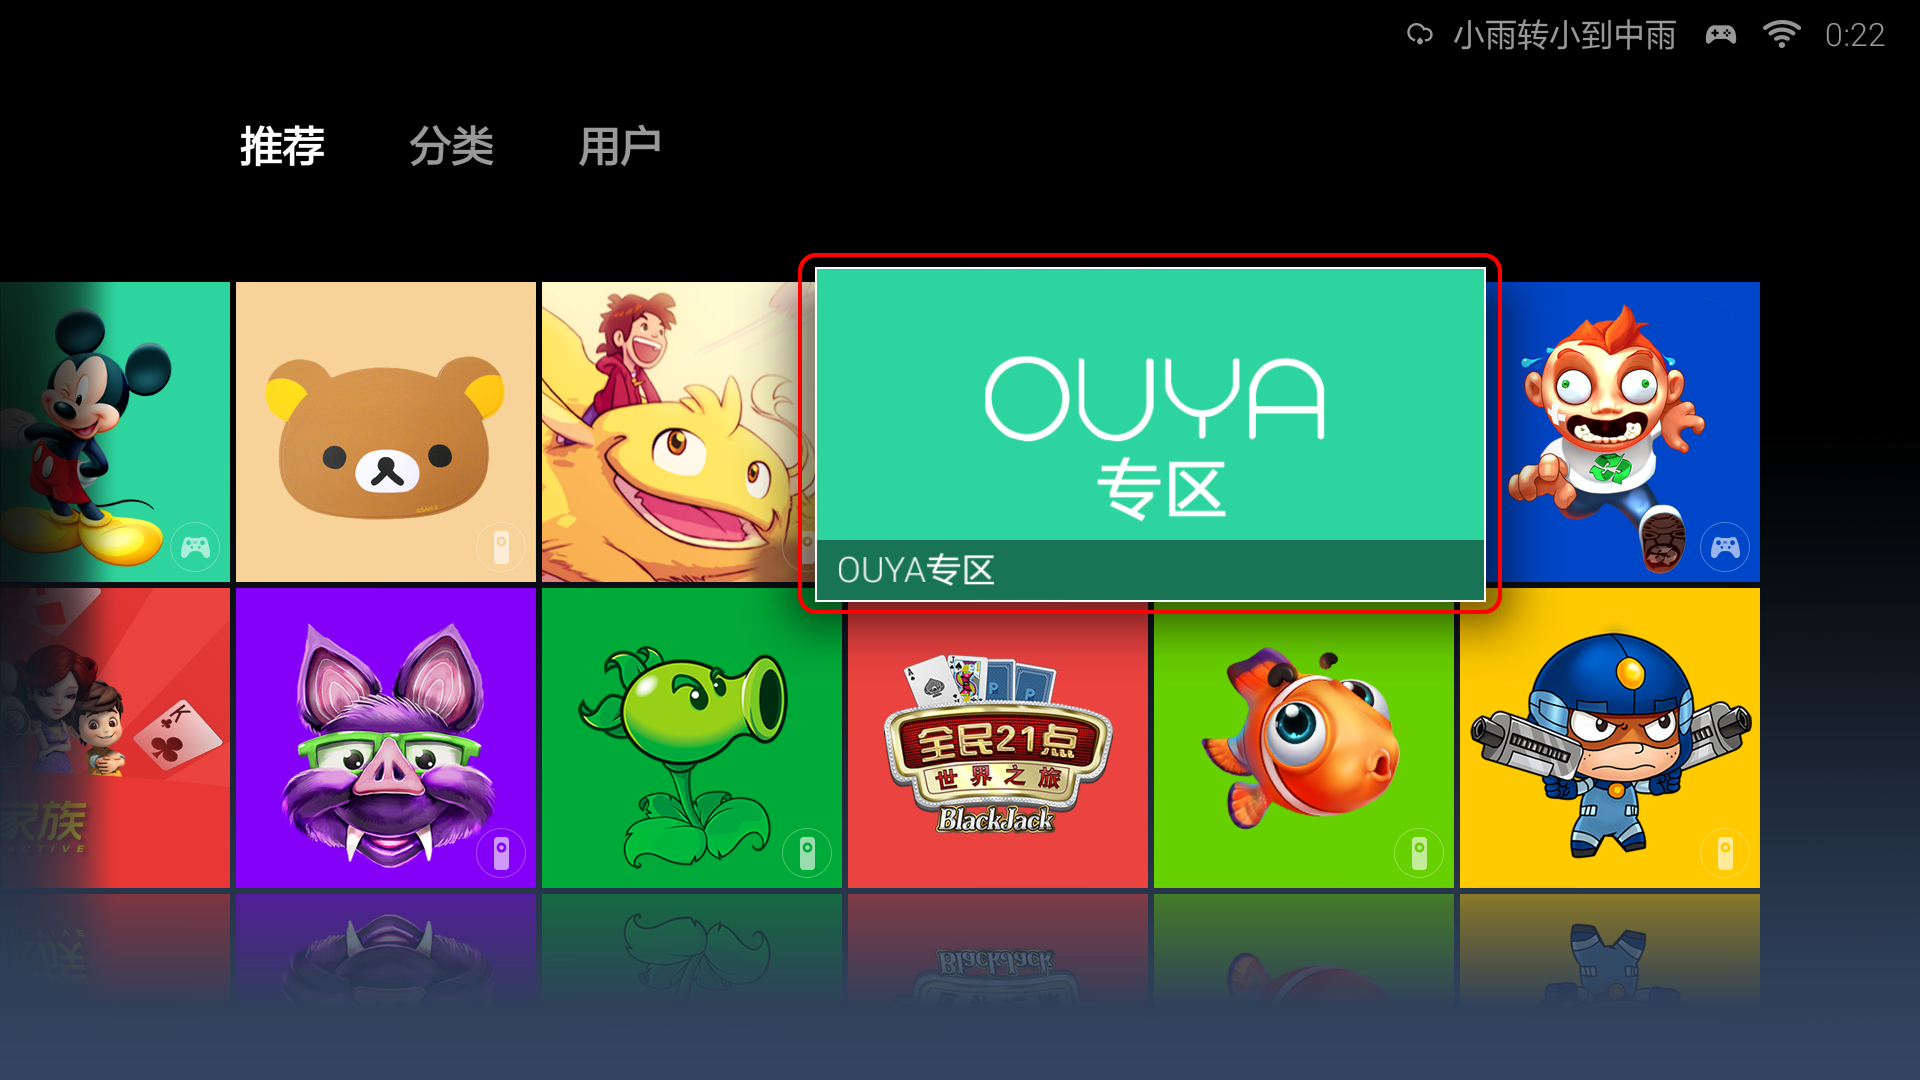 小雨转小到中雨 0:22
推荐 分类 用户
OUYA
专区
OUYA专区
A
J
P
P
K
全民21点
世界之旅
BlackJack
家族